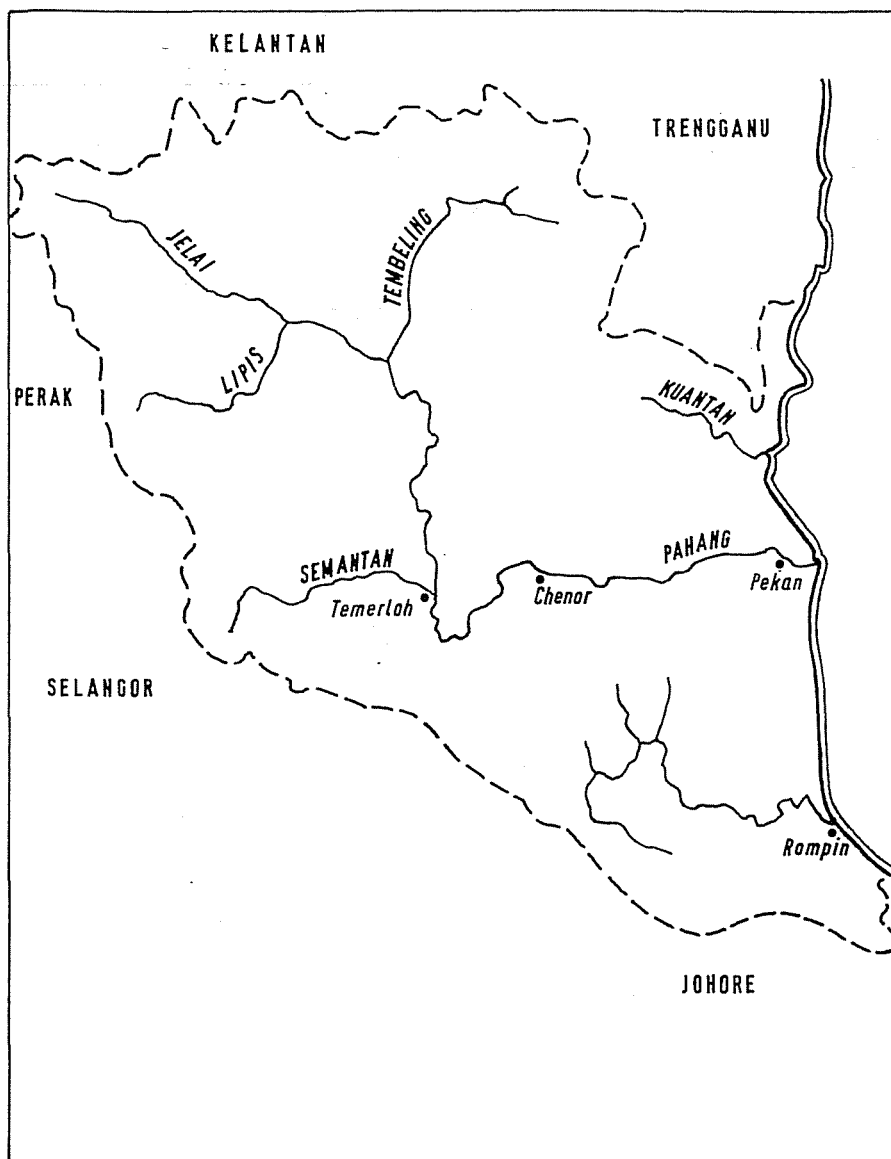 KELANTAN
TRENGGANU
JELAI
TEMBELING
LIPIS
PERAK
KUANTAN
SEMANTAN
PAHANG
Temerloh
Chenor
Pekan
SELANGOR
Rompin
JOHORE